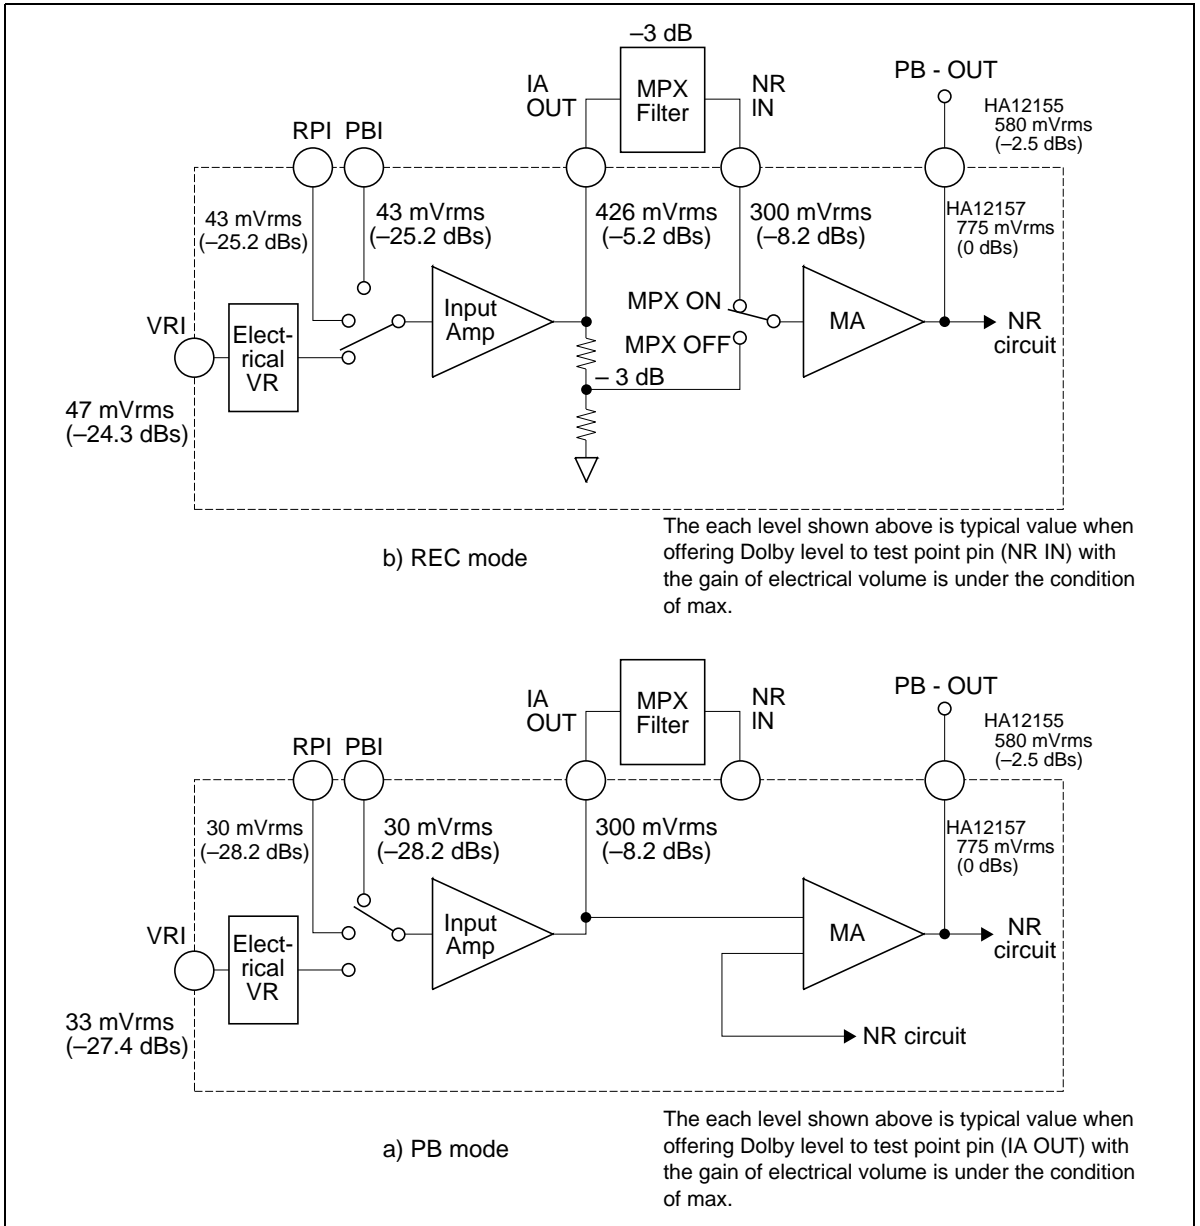 –3 dB
IA
OUT
MPX
Filter
NR
IN
PB - OUT
HA12155
580 mVrms
(–2.5 dBs)
RPI PBI
43 mVrms
(–25.2 dBs)
43 mVrms
(–25.2 dBs)
426 mVrms
(–5.2 dBs)
300 mVrms
(–8.2 dBs)
HA12157
775 mVrms
(0 dBs)
VRI
Elect-
rical
VR
Input
Amp
MPX ON
MPX OFF
MA
NR
circuit
– 3 dB
47 mVrms
(–24.3 dBs)
b) REC mode
The each level shown above is typical value when
offering Dolby level to test point pin (NR IN) with
the gain of electrical volume is under the condition
of max.
IA
OUT
MPX
Filter
NR
IN
PB - OUT
HA12155
580 mVrms
(–2.5 dBs)
RPI PBI
30 mVrms
(–28.2 dBs)
30 mVrms
(–28.2 dBs)
300 mVrms
(–8.2 dBs)
HA12157
775 mVrms
(0 dBs)
VRI
Elect-
rical
VR
Input
Amp
MA
NR
circuit
33 mVrms
(–27.4 dBs)
NR circuit
a) PB mode
The each level shown above is typical value when
offering Dolby level to test point pin (IA OUT) with
the gain of electrical volume is under the condition
of max.